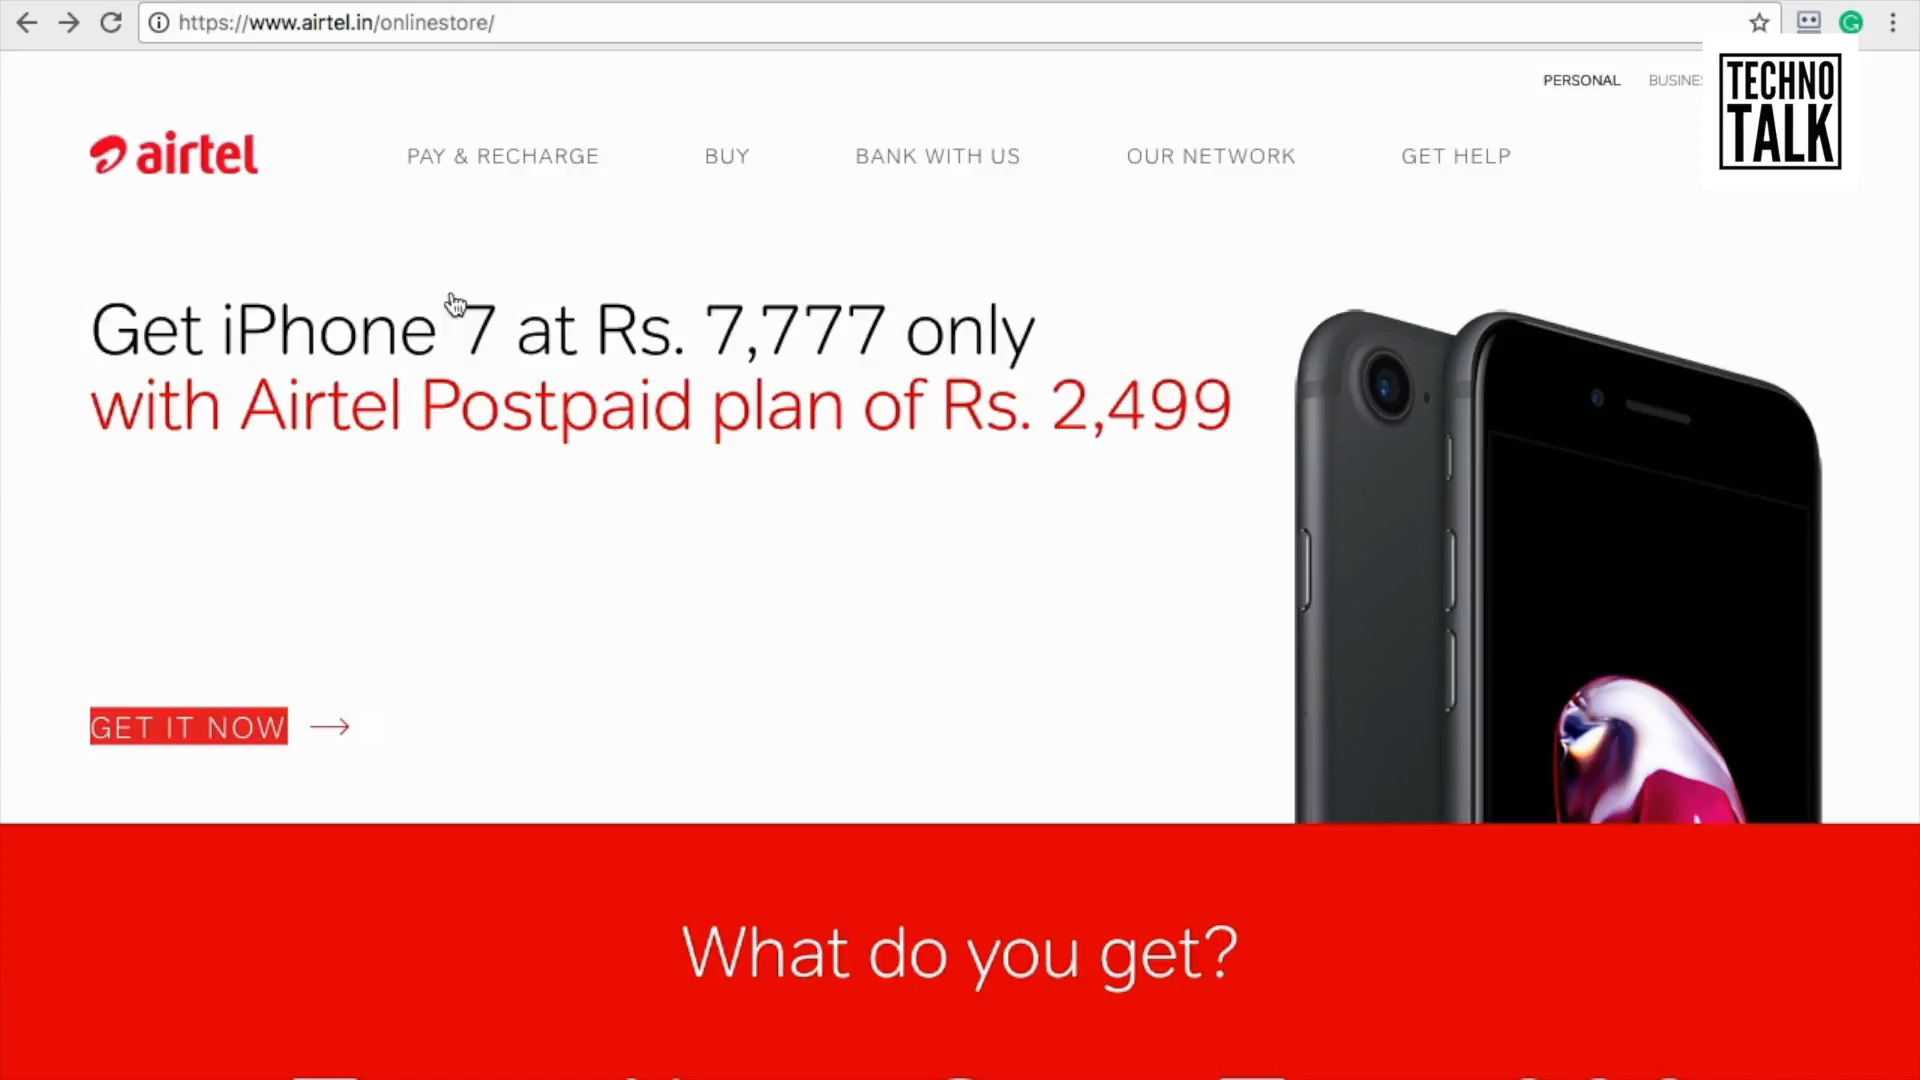 https://www.airtel.in/onlinestore/
PERSONAL BUSINE
TECHNO
TALK
airtel
PAY & RECHARGE BUY BANK WITH US OUR NETWORK GET HELP
Get iPhone 7 at Rs. 7,777 only
with Airtel Postpaid plan of Rs. 2,499
GET IT NOW
What do you get?